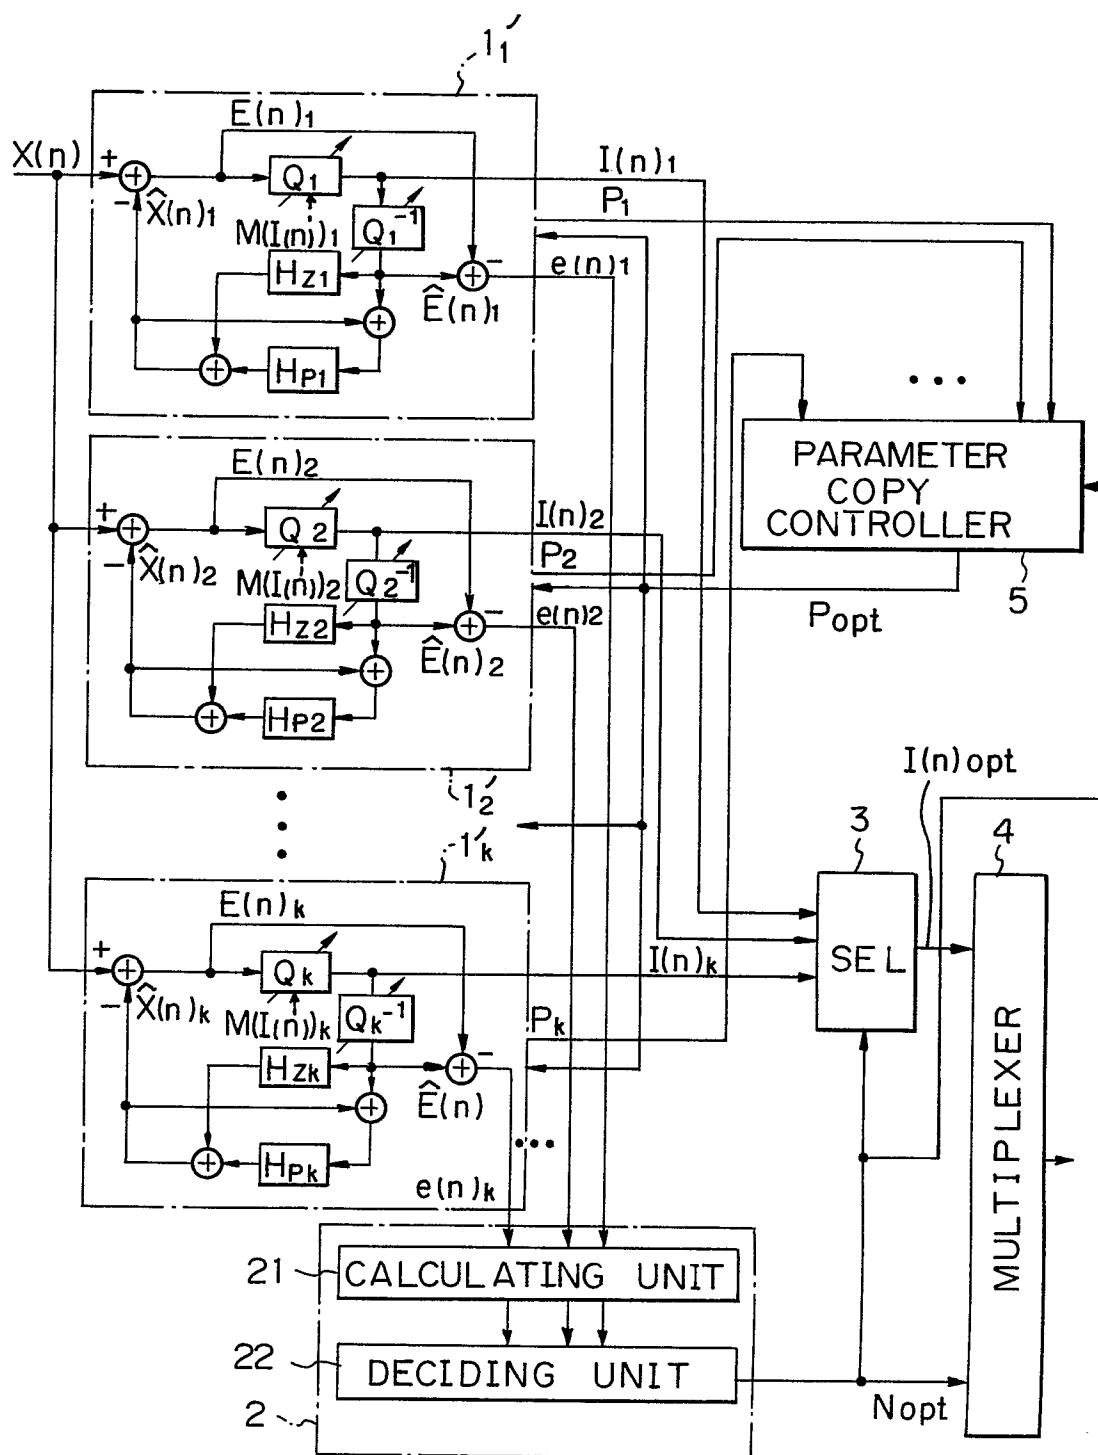 1₁′
E(n)₁
X(n)
+
Q₁
I(n)₁
P₁
−
X̂(n)₁
M(I(n))₁
Q₁⁻¹
−
e(n)₁
Hz₁
+
Ê(n)₁
+
+
Hp₁
•••
PARAMETER
COPY
CONTROLLER
5
Popt
E(n)₂
+
Q₂
I(n)₂
P₂
−
X̂(n)₂
M(I(n))₂
Q₂⁻¹
−
e(n)₂
Hz₂
+
Ê(n)₂
+
+
Hp₂
1₂′
I(n)opt
1′k
3
4
E(n)k
+
Qk
I(n)k
SEL
−
X̂(n)k
M(I(n))k
Qk⁻¹
Pk
−
Hzk
+
Ê(n)
+
+
Hpk
•••
e(n)k
MULTIPLEXER
21
CALCULATING UNIT
22
DECIDING UNIT
Nopt
2